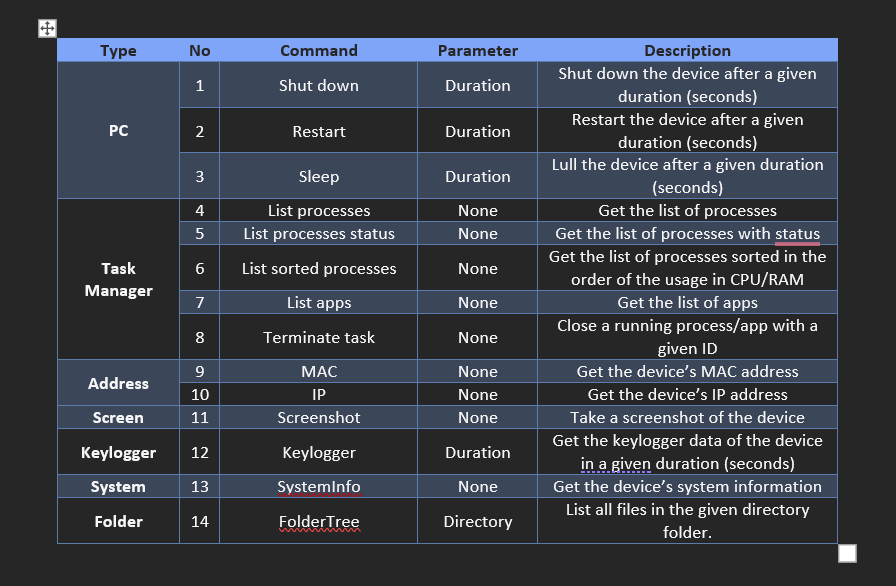 Type No Command Parameter Description
PC
1 Shut down Duration Shut down the device after a given
duration (seconds)
2 Restart Duration Restart the device after a given
duration (seconds)
3 Sleep Duration Lull the device after a given duration
(seconds)
Task
Manager
4 List processes None Get the list of processes
5 List processes status None Get the list of processes with status
6 List sorted processes None Get the list of processes sorted in the
order of the usage in CPU/RAM
7 List apps None Get the list of apps
8 Terminate task None Close a running process/app with a
given ID
Address
9 MAC None Get the device’s MAC address
10 IP None Get the device’s IP address
Screen 11 Screenshot None Take a screenshot of the device
Keylogger 12 Keylogger Duration Get the keylogger data of the device
in a given duration (seconds)
System 13 SystemInfo None Get the device’s system information
Folder 14 FolderTree Directory List all files in the given directory
folder.